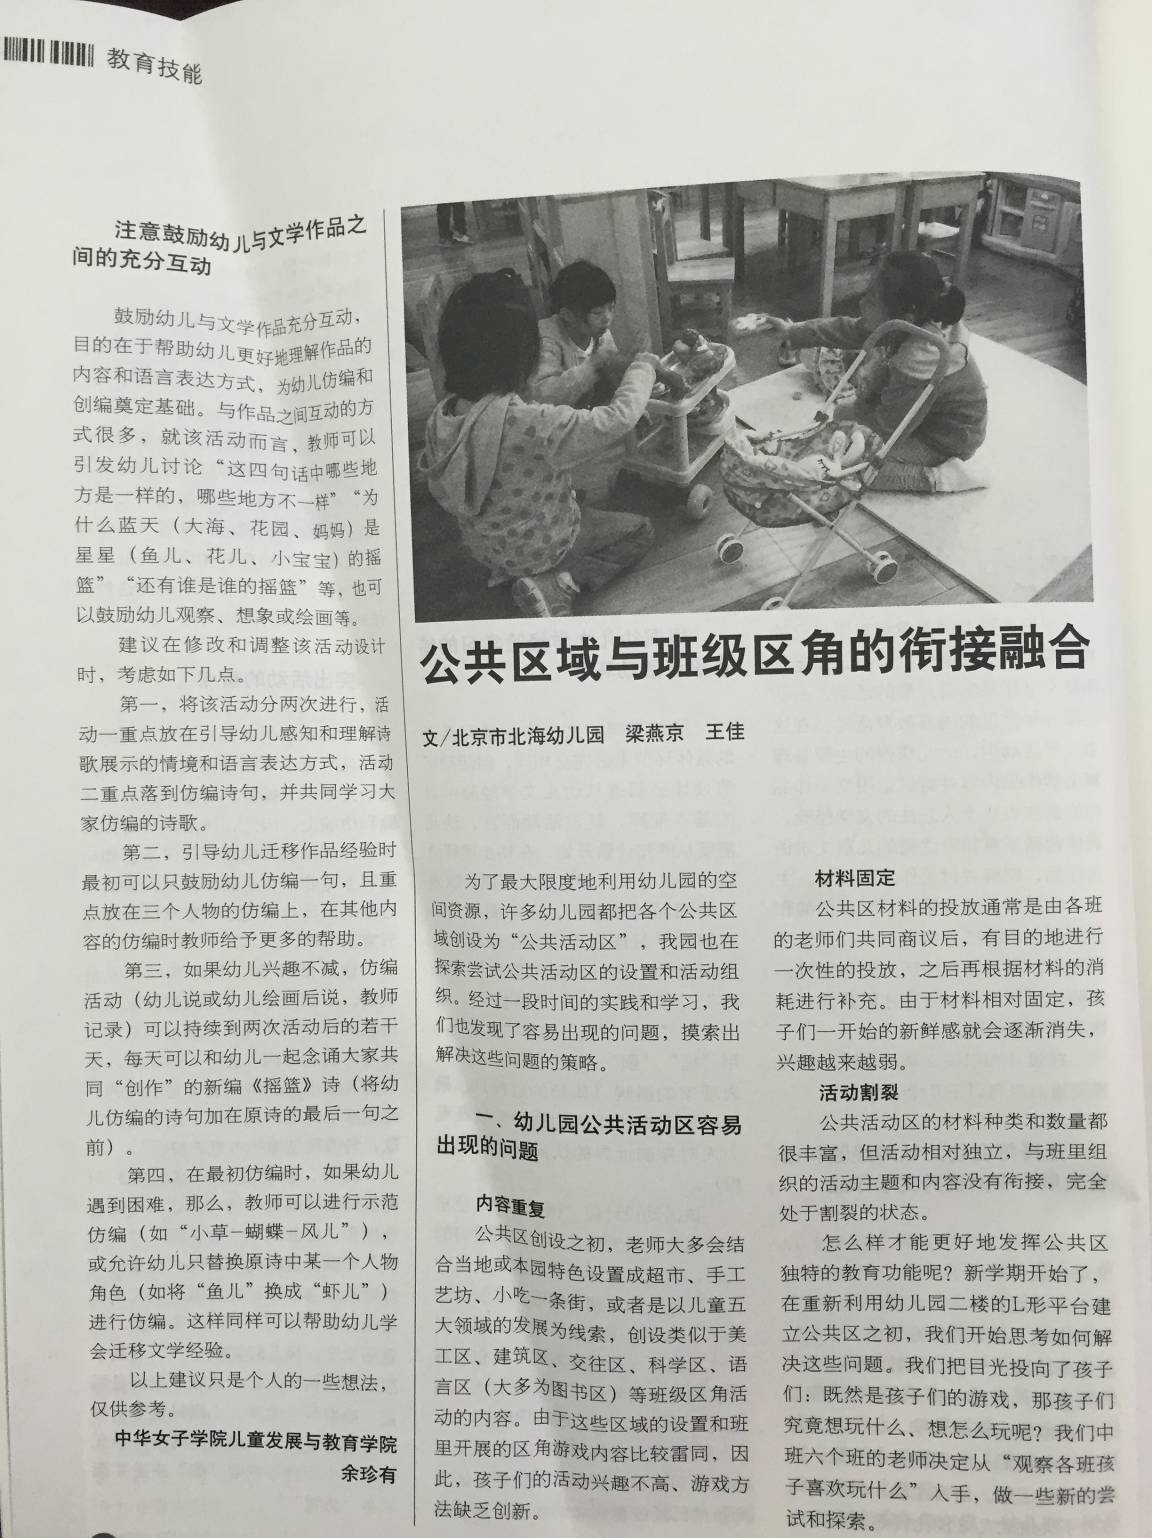 教育技能
注意鼓励幼儿与文学作品之
间的充分互动
鼓励幼儿与文学作品充分互动，
目的在于帮助幼儿更好地理解作品的
内容和语言表达方式，为幼儿仿编和
创编奠定基础。与作品之间互动的方
式很多，就该活动而言，教师可以
引发幼儿讨论“这四句话中哪些地
方是一样的，哪些地方不一样”“为
什么蓝天（大海、花园、妈妈）是
星星（鱼儿、花儿、小宝宝）的摇
篮”“还有谁是谁的摇篮”等，也可
以鼓励幼儿观察、想象或绘画等。
建议在修改和调整该活动设计
时，考虑如下几点。
第一，将该活动分两次进行，活
动一重点放在引导幼儿感知和理解诗
歌展示的情境和语言表达方式，活动
二重点落到仿编诗句，并共同学习大
家仿编的诗歌。
第二，引导幼儿迁移作品经验时
最初可以只鼓励幼儿仿编一句，且重
点放在三个人物的仿编上，在其他内
容的仿编时教师给予更多的帮助。
第三，如果幼儿兴趣不减，仿编
活动（幼儿说或幼儿绘画后说，教师
记录）可以持续到两次活动后的若干
天，每天可以和幼儿一起念诵大家共
同“创作”的新编《摇篮》诗（将幼
儿仿编的诗句加在原诗的最后一句之
前）。
第四，在最初仿编时，如果幼儿
遇到困难，那么，教师可以进行示范
仿编（如“小草-蝴蝶-风儿”），
或允许幼儿只替换原诗中某一个人物
角色（如将“鱼儿”换成“虾儿”）
进行仿编。这样同样可以帮助幼儿学
会迁移文学经验。
以上建议只是个人的一些想法，
仅供参考。
中华女子学院儿童发展与教育学院
余珍有
公共区域与班级区角的衔接融合
文/北京市北海幼儿园 梁燕京 王佳
为了最大限度地利用幼儿园的空
间资源，许多幼儿园都把各个公共区
域创设为“公共活动区”，我园也在
探索尝试公共活动区的设置和活动组
织。经过一段时间的实践和学习，我
们也发现了容易出现的问题，摸索出
解决这些问题的策略。
一、幼儿园公共活动区容易
出现的问题
内容重复
公共区创设之初，老师大多会结
合当地或本园特色设置成超市、手工
艺坊、小吃一条街，或者是以儿童五
大领域的发展为线索，创设类似于美
工区、建筑区、交往区、科学区、语
言区（大多为图书区）等班级区角活
动的内容。由于这些区域的设置和班
里开展的区角游戏内容比较雷同，因
此，孩子们的活动兴趣不高、游戏方
法缺乏创新。
材料固定
公共区材料的投放通常是由各班
的老师们共同商议后，有目的地进行
一次性的投放，之后再根据材料的消
耗进行补充。由于材料相对固定，孩
子们一开始的新鲜感就会逐渐消失，
兴趣越来越弱。
活动割裂
公共活动区的材料种类和数量都
很丰富，但活动相对独立，与班里组
织的活动主题和内容没有衔接，完全
处于割裂的状态。
怎么样才能更好地发挥公共区
独特的教育功能呢？新学期开始了，
在重新利用幼儿园二楼的L形平台建
立公共区之初，我们开始思考如何解
决这些问题。我们把目光投向了孩子
们：既然是孩子们的游戏，那孩子们
究竟想玩什么、想怎么玩呢？我们中
班六个班的老师决定从“观察各班孩
子喜欢玩什么”入手，做一些新的尝
试和探索。